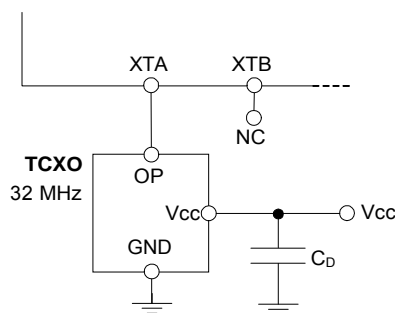 XTA
XTB
NC
TCXO
32 MHz
OP
Vcc
Vcc
GND
CD